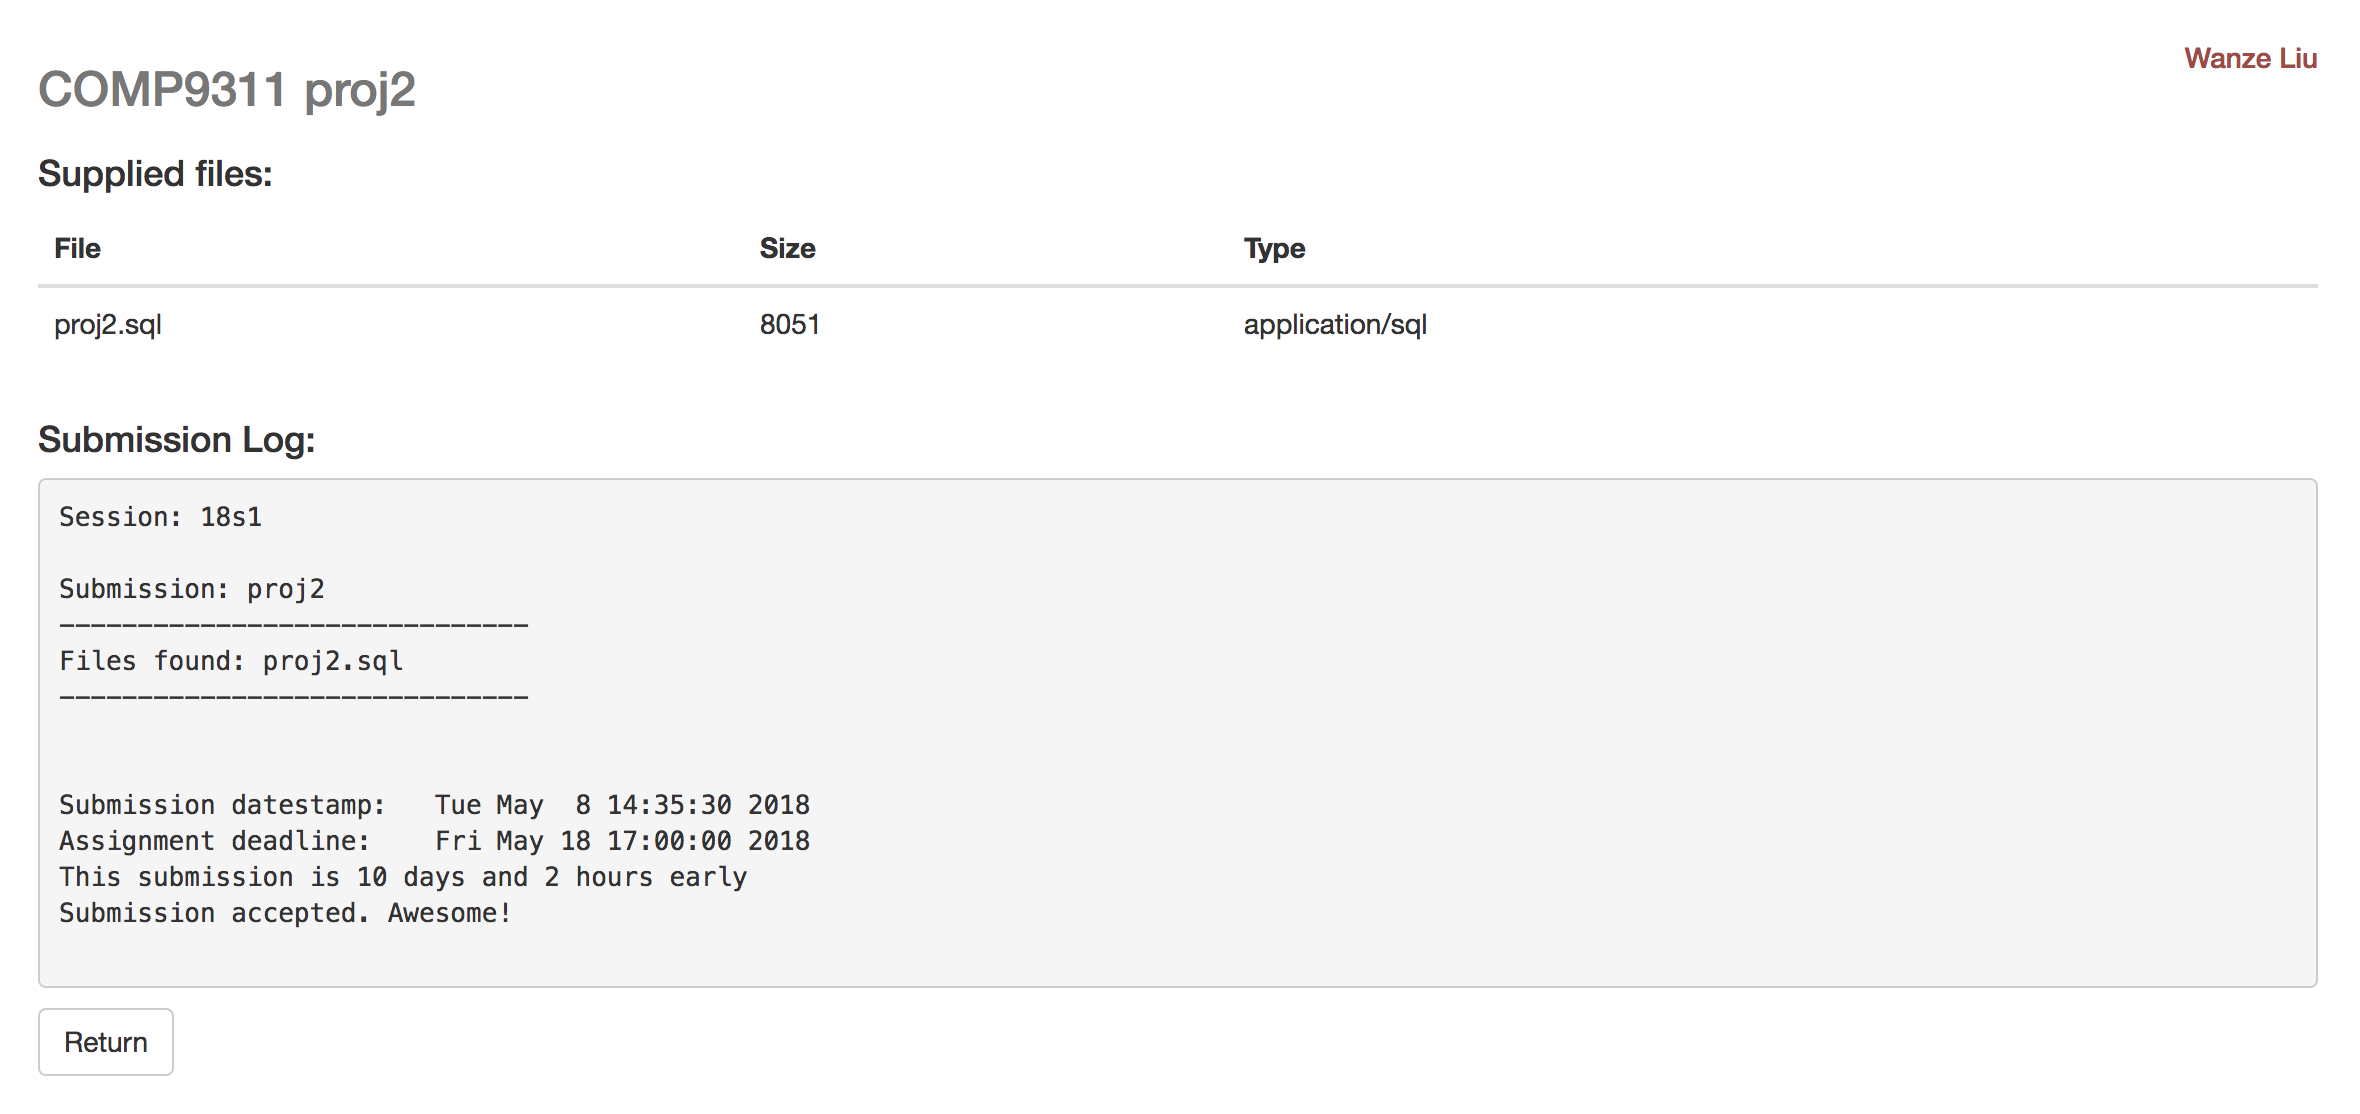 Wanze Liu
COMP9311 proj2
Supplied files:
File Size Type
proj2.sql 8051 application/sql
Submission Log:
Session: 18s1
Submission: proj2
------------------------------
Files found: proj2.sql
------------------------------
Submission datestamp:   Tue May  8 14:35:30 2018
Assignment deadline:    Fri May 18 17:00:00 2018
This submission is 10 days and 2 hours early
Submission accepted. Awesome!
Return